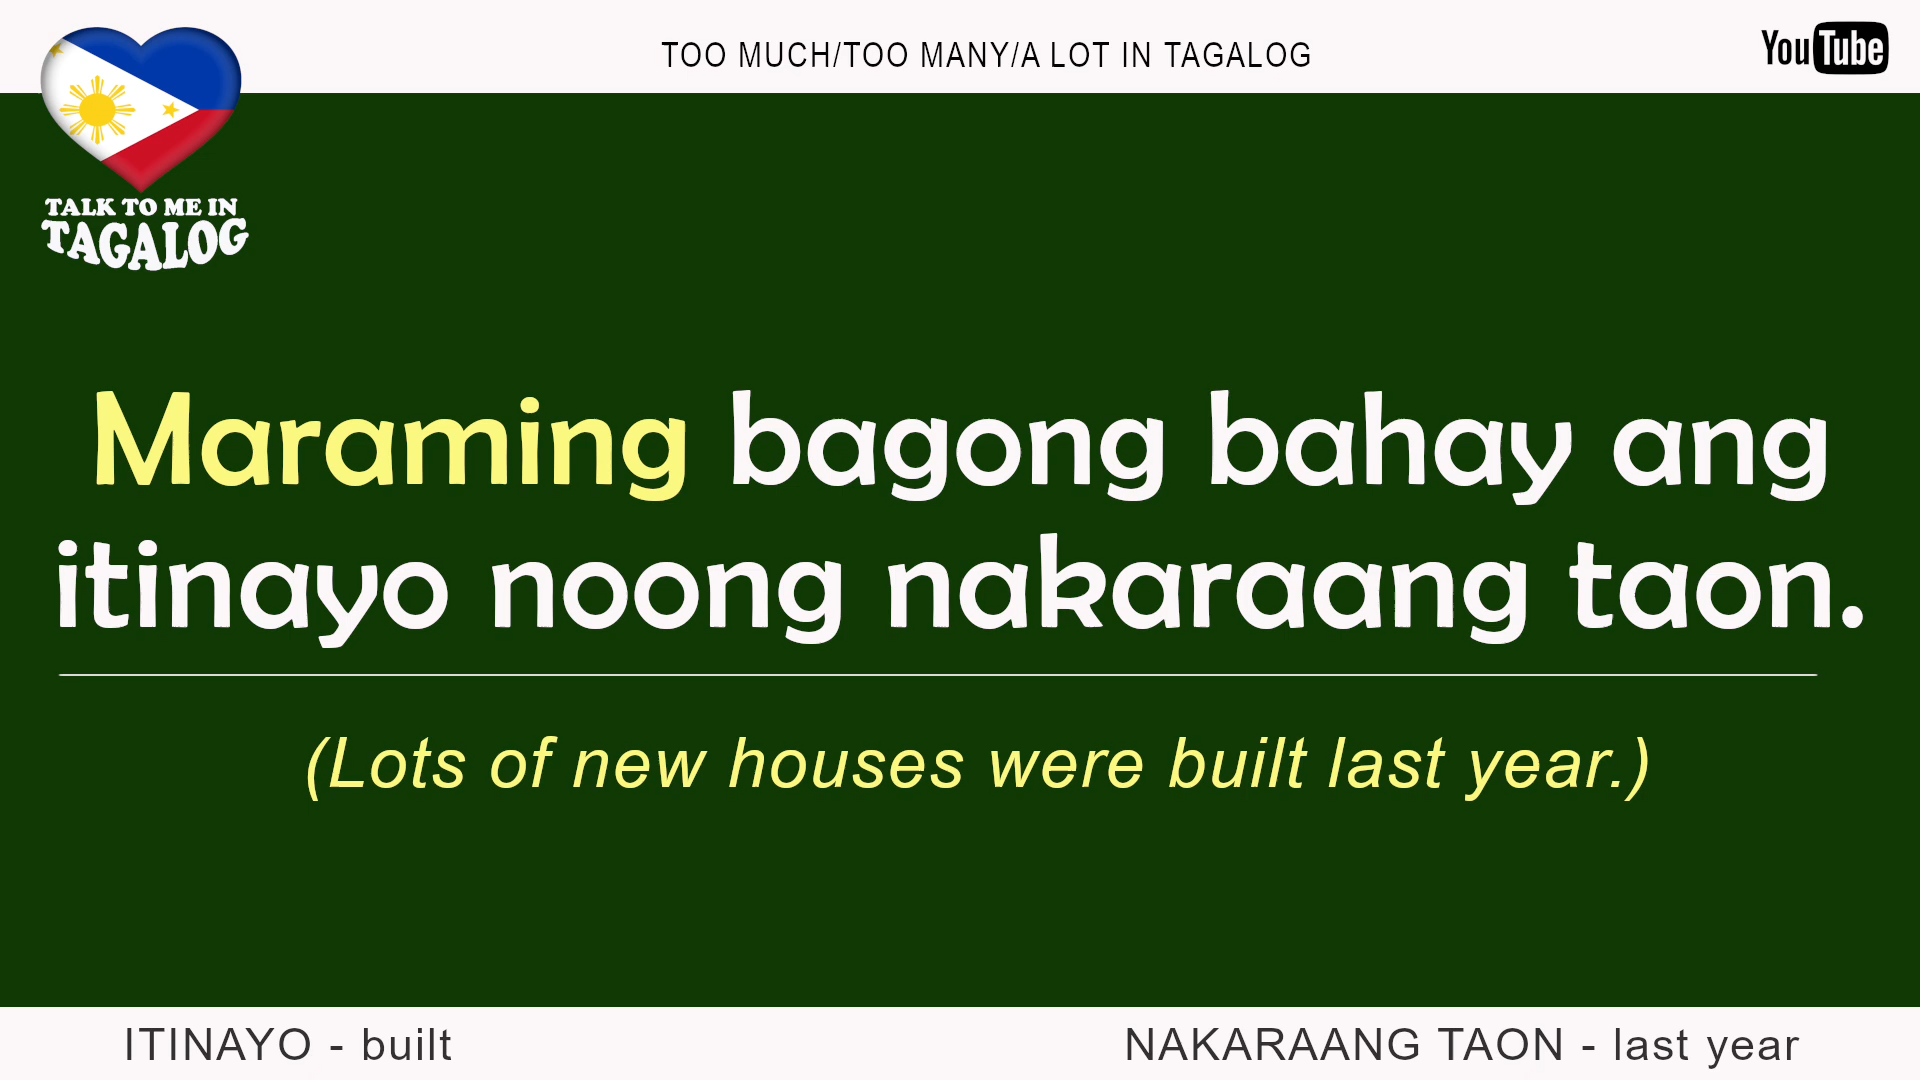 TOO MUCH/TOO MANY/A LOT IN TAGALOG
YouTube
TALK TO ME IN
TAGALOG
Maraming bagong bahay ang
itinayo noong nakaraang taon.
(Lots of new houses were built last year.)
ITINAYO - built
NAKARAANG TAON - last year